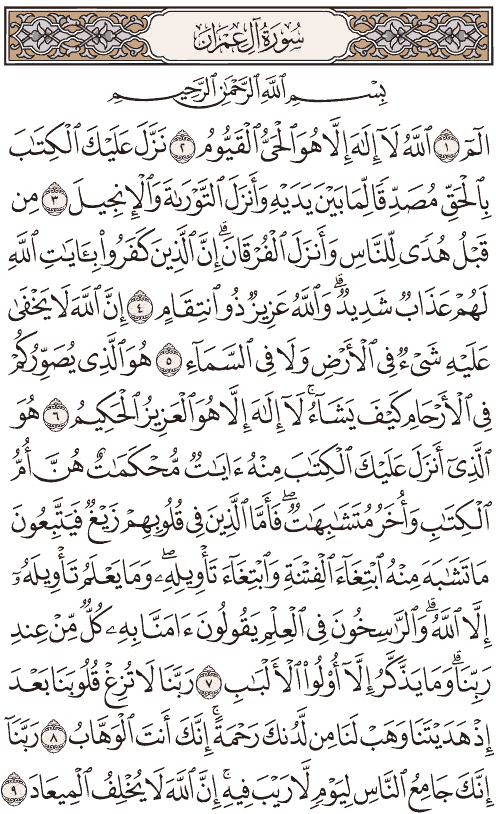 سُورَةُ آلِ عِمْرَانَ
بِسْمِ اللَّهِ الرَّحْمَٰنِ الرَّحِيمِ
الٓمٓ ١ ٱللَّهُ لَآ إِلَٰهَ إِلَّا هُوَ ٱلْحَىُّ ٱلْقَيُّومُ ٢ نَزَّلَ عَلَيْكَ ٱلْكِتَٰبَ
بِٱلْحَقِّ مُصَدِّقًا لِّمَا بَيْنَ يَدَيْهِ وَأَنزَلَ ٱلتَّوْرَىٰةَ وَٱلْإِنجِيلَ ٣ مِن
قَبْلُ هُدًى لِّلنَّاسِ وَأَنزَلَ ٱلْفُرْقَانَ ۗ إِنَّ ٱلَّذِينَ كَفَرُوا۟ بِـَٔايَٰتِ ٱللَّهِ
لَهُمْ عَذَابٌ شَدِيدٌ ۗ وَٱللَّهُ عَزِيزٌ ذُو ٱنتِقَامٍ ٤ إِنَّ ٱللَّهَ لَا يَخْفَىٰ
عَلَيْهِ شَىْءٌ فِى ٱلْأَرْضِ وَلَا فِى ٱلسَّمَآءِ ٥ هُوَ ٱلَّذِى يُصَوِّرُكُمْ
فِى ٱلْأَرْحَامِ كَيْفَ يَشَآءُ ۚ لَآ إِلَٰهَ إِلَّا هُوَ ٱلْعَزِيزُ ٱلْحَكِيمُ ٦ هُوَ
ٱلَّذِىٓ أَنزَلَ عَلَيْكَ ٱلْكِتَٰبَ مِنْهُ ءَايَٰتٌ مُّحْكَمَٰتٌ هُنَّ أُمُّ
ٱلْكِتَٰبِ وَأُخَرُ مُتَشَٰبِهَٰتٌ ۖ فَأَمَّا ٱلَّذِينَ فِى قُلُوبِهِمْ زَيْغٌ فَيَتَّبِعُونَ
مَا تَشَٰبَهَ مِنْهُ ٱبْتِغَآءَ ٱلْفِتْنَةِ وَٱبْتِغَآءَ تَأْوِيلِهِۦ ۖ وَمَا يَعْلَمُ تَأْوِيلَهُۥٓ
إِلَّا ٱللَّهُ ۗ وَٱلرَّٰسِخُونَ فِى ٱلْعِلْمِ يَقُولُونَ ءَامَنَّا بِهِۦ كُلٌّ مِّنْ عِندِ
رَبِّنَا ۗ وَمَا يَذَّكَّرُ إِلَّآ أُو۟لُوا۟ ٱلْأَلْبَٰبِ ٧ رَبَّنَا لَا تُزِغْ قُلُوبَنَا بَعْدَ
إِذْ هَدَيْتَنَا وَهَبْ لَنَا مِن لَّدُنكَ رَحْمَةً ۚ إِنَّكَ أَنتَ ٱلْوَهَّابُ ٨ رَبَّنَآ
إِنَّكَ جَامِعُ ٱلنَّاسِ لِيَوْمٍ لَّا رَيْبَ فِيهِ ۚ إِنَّ ٱللَّهَ لَا يُخْلِفُ ٱلْمِيعَادَ ٩